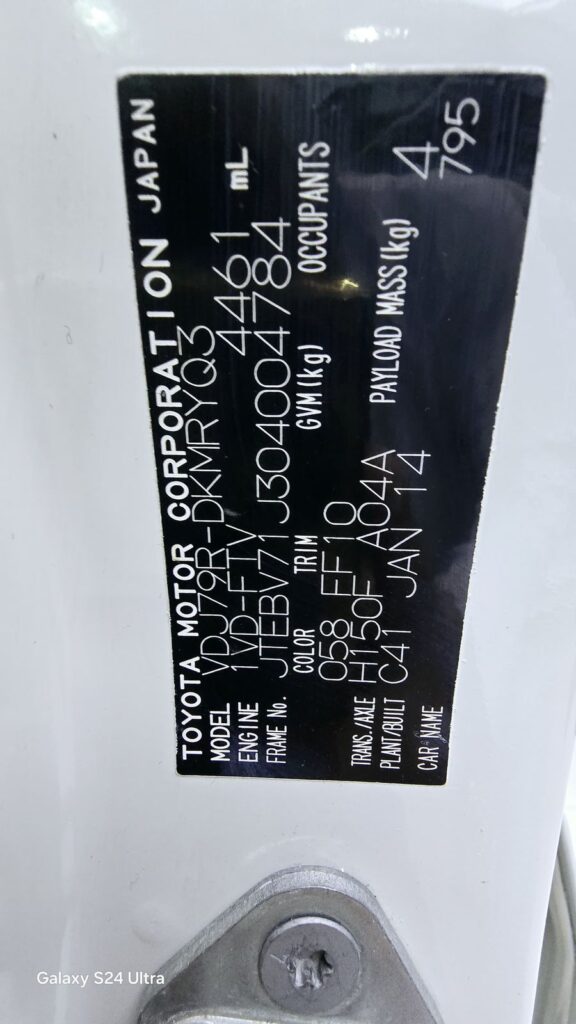 TOYOTA MOTOR CORPORATION JAPAN
MODEL VDJ79R-DKMRYQ3
ENGINE 1VD-FTV 4461 mL
FRAME No. JTEBV71J304004784
COLOR TRIM GVM(kg) OCCUPANTS
058 FF10 4
TRANS./AXLE H150F A04A PAYLOAD MASS(kg) 795
PLANT/BUILT C41 JAN 14
CAR NAME
Galaxy S24 Ultra